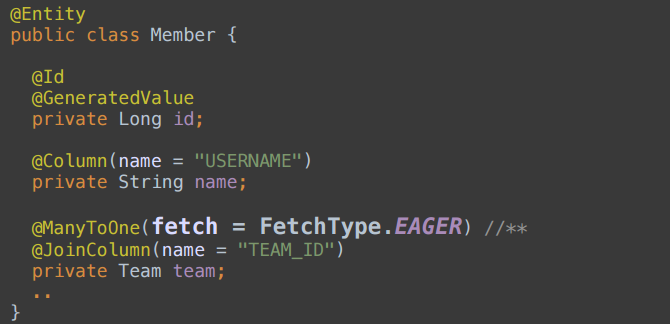 @Entity
public class Member {
@Id
@GeneratedValue
private Long id;
@Column(name = "USERNAME")
private String name;
@ManyToOne(fetch = FetchType.EAGER) //**
@JoinColumn(name = "TEAM_ID")
private Team team;
..
}